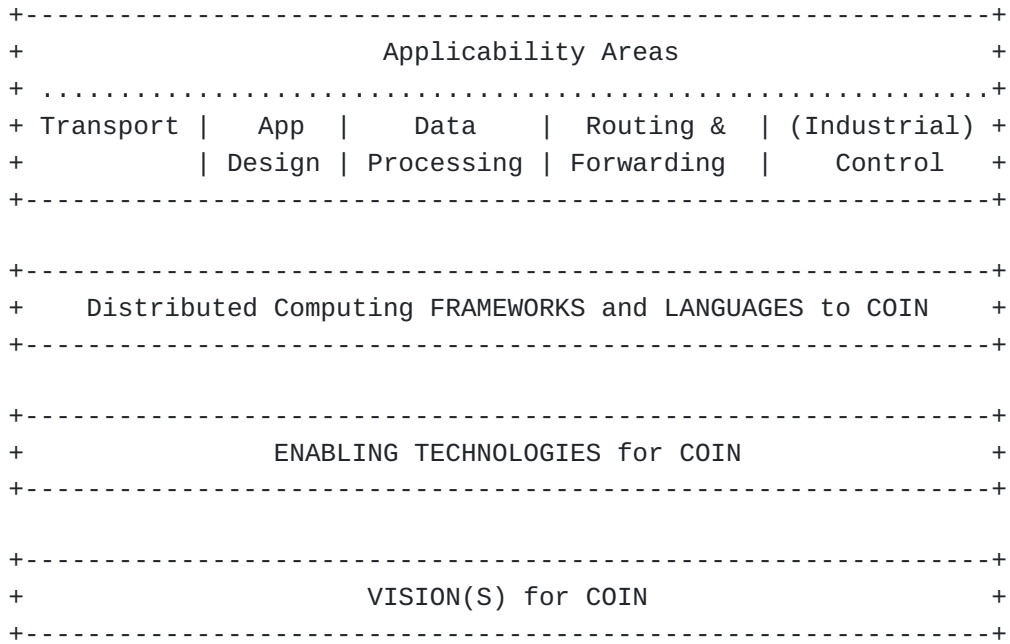 +--------------------------------------------------------------+
+                       Applicability Areas                    +
+ .............................................................+
+ Transport |   App  |    Data    |  Routing &  | (Industrial) +
+           | Design | Processing | Forwarding  |    Control   +
+--------------------------------------------------------------+
+--------------------------------------------------------------+
+    Distributed Computing FRAMEWORKS and LANGUAGES to COIN    +
+--------------------------------------------------------------+
+--------------------------------------------------------------+
+                ENABLING TECHNOLOGIES for COIN                +
+--------------------------------------------------------------+
+--------------------------------------------------------------+
+                      VISION(S) for COIN                      +
+--------------------------------------------------------------+